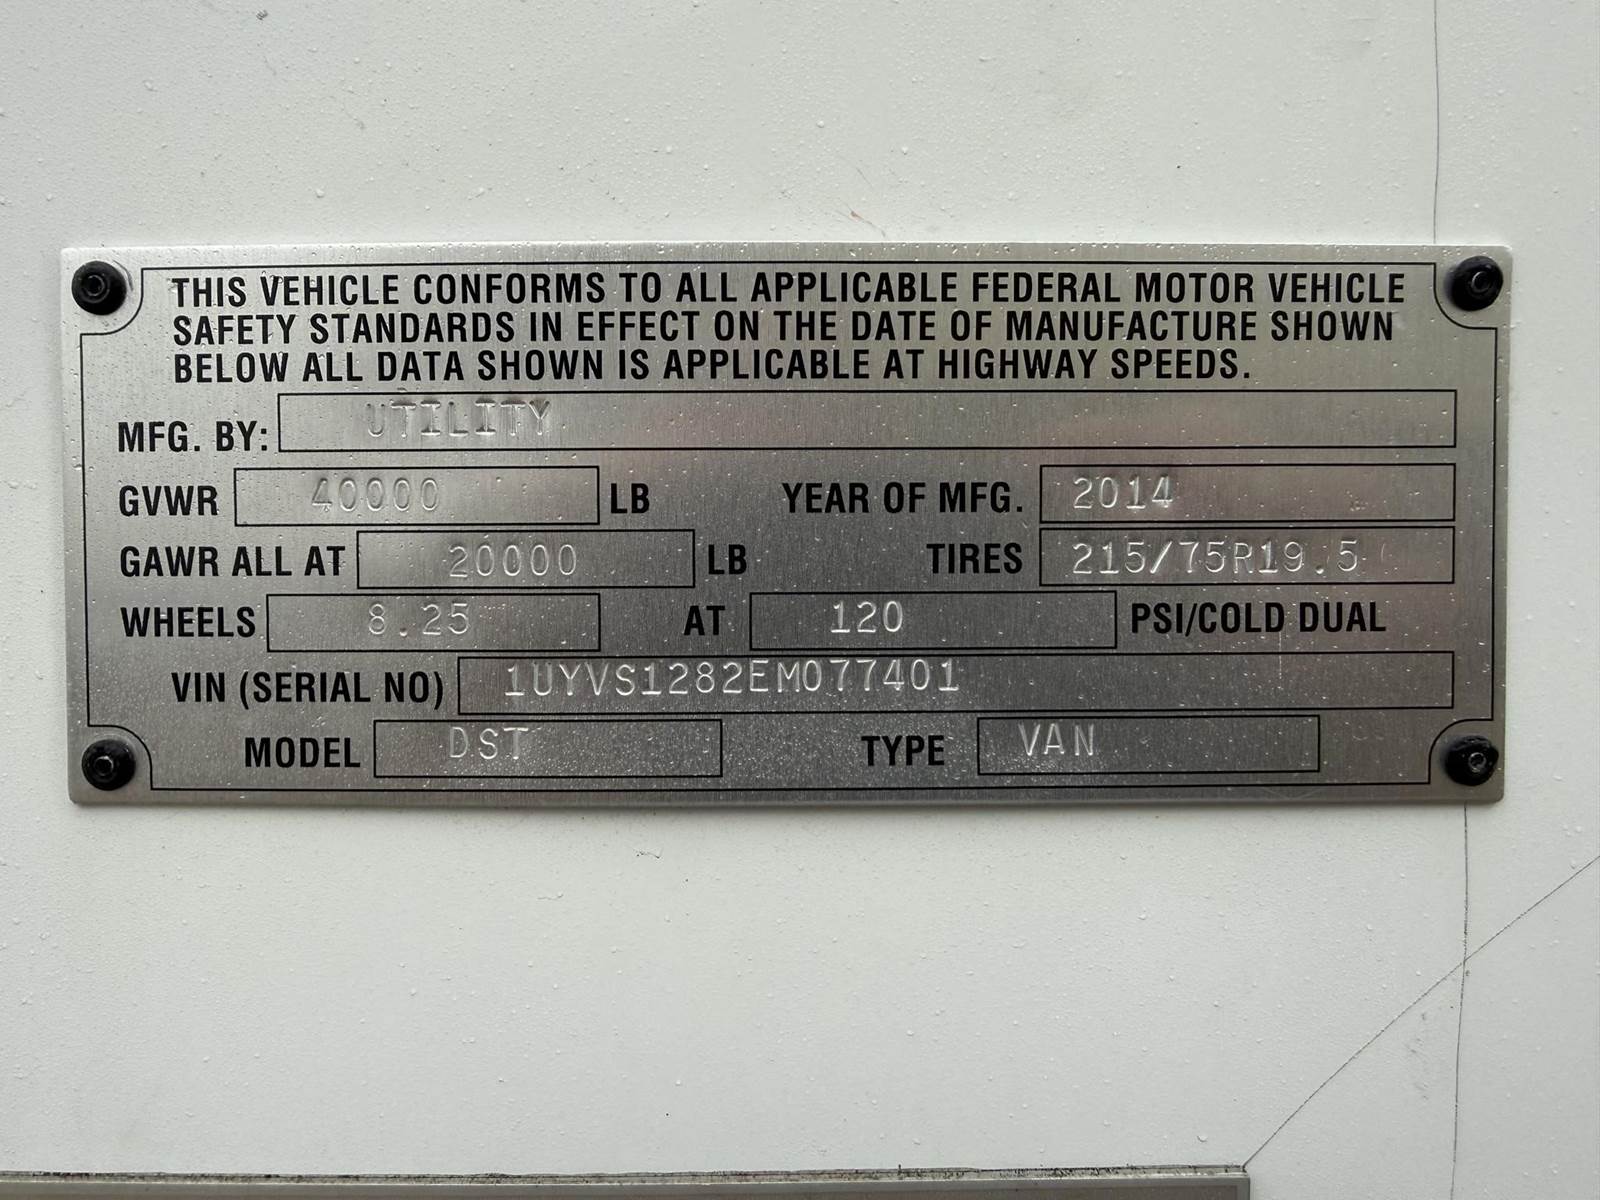 THIS VEHICLE CONFORMS TO ALL APPLICABLE FEDERAL MOTOR VEHICLE
SAFETY STANDARDS IN EFFECT ON THE DATE OF MANUFACTURE SHOWN
BELOW ALL DATA SHOWN IS APPLICABLE AT HIGHWAY SPEEDS.
MFG. BY: UTILITY
GVWR 40000 LB YEAR OF MFG. 2014
GAWR ALL AT 20000 LB TIRES 215/75R19.5
WHEELS 8.25 AT 120 PSI/COLD DUAL
VIN (SERIAL NO) 1UYVS1282EM077401
MODEL DST TYPE VAN